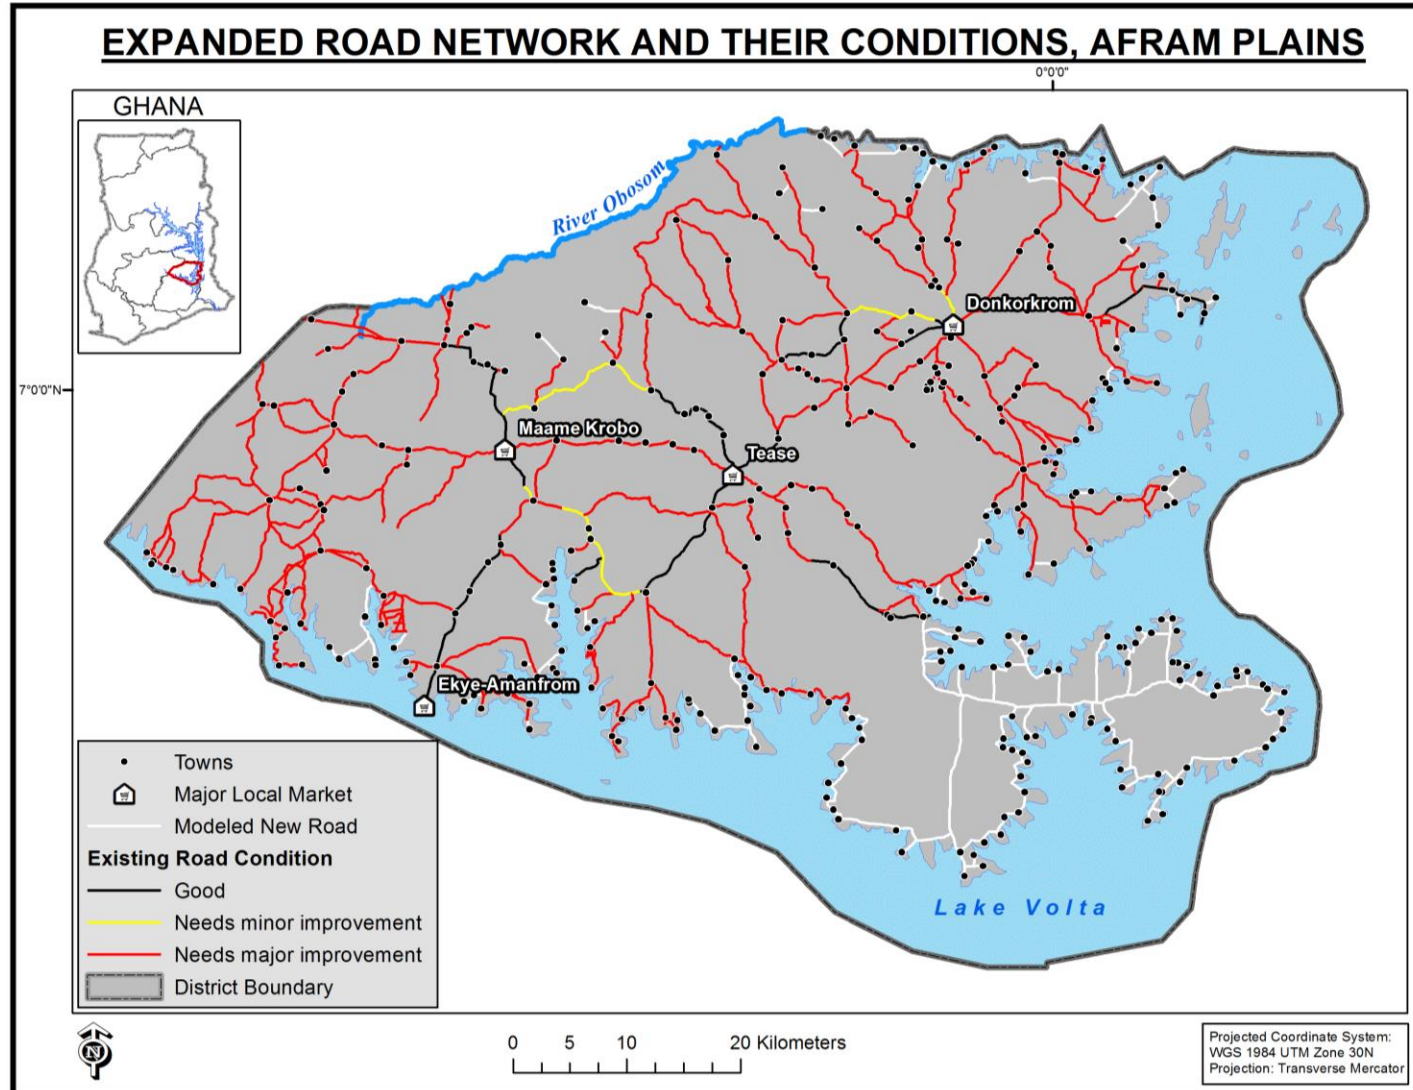 EXPANDED ROAD NETWORK AND THEIR CONDITIONS, AFRAM PLAINS
0°0'0"
GHANA
River Obosom
Donkorkrom
7°0'0"N
Maame Krobo
Tease
Ekye-Amanfrom
Towns
Major Local Market
Modeled New Road
Existing Road Condition
Good
Needs minor improvement
Needs major improvement
District Boundary
Lake Volta
N
0 5 10 20 Kilometers
Projected Coordinate System:
WGS 1984 UTM Zone 30N
Projection: Transverse Mercator